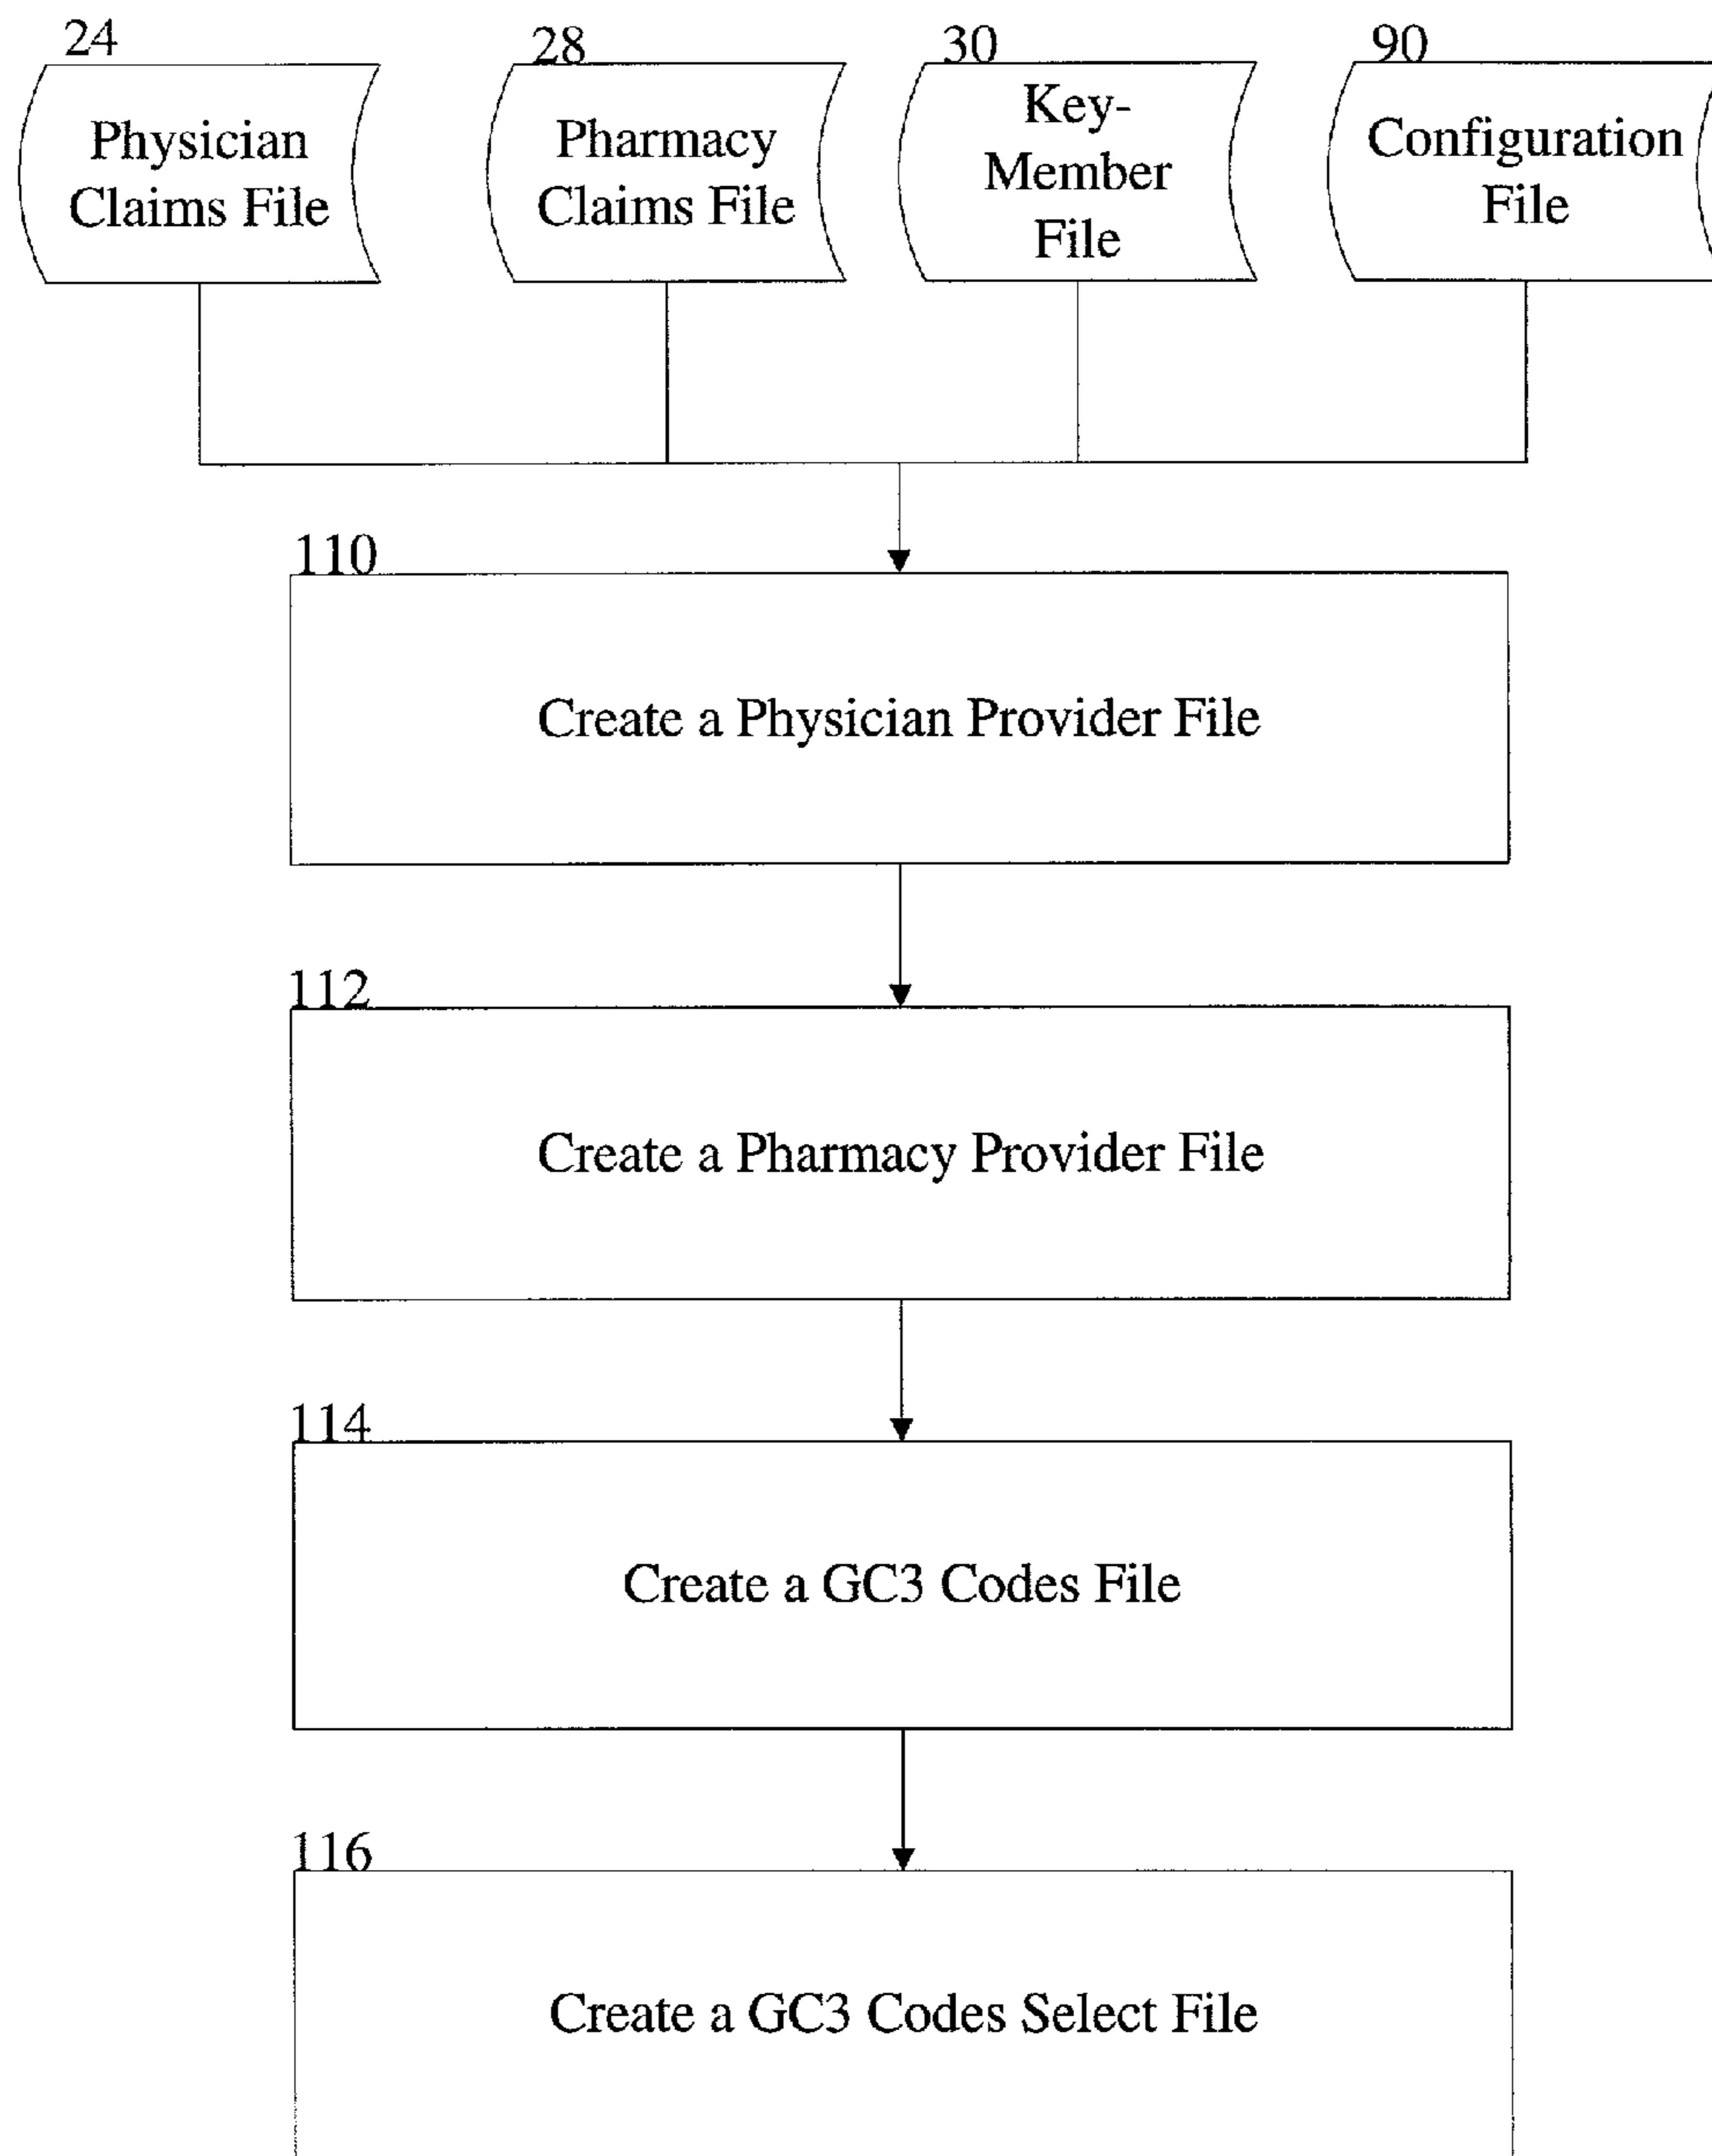 24
28
30
90
Physician
Claims File
Pharmacy
Claims File
Key-
Member
File
Configuration
File
110
Create a Physician Provider File
112
Create a Pharmacy Provider File
114
Create a GC3 Codes File
116
Create a GC3 Codes Select File